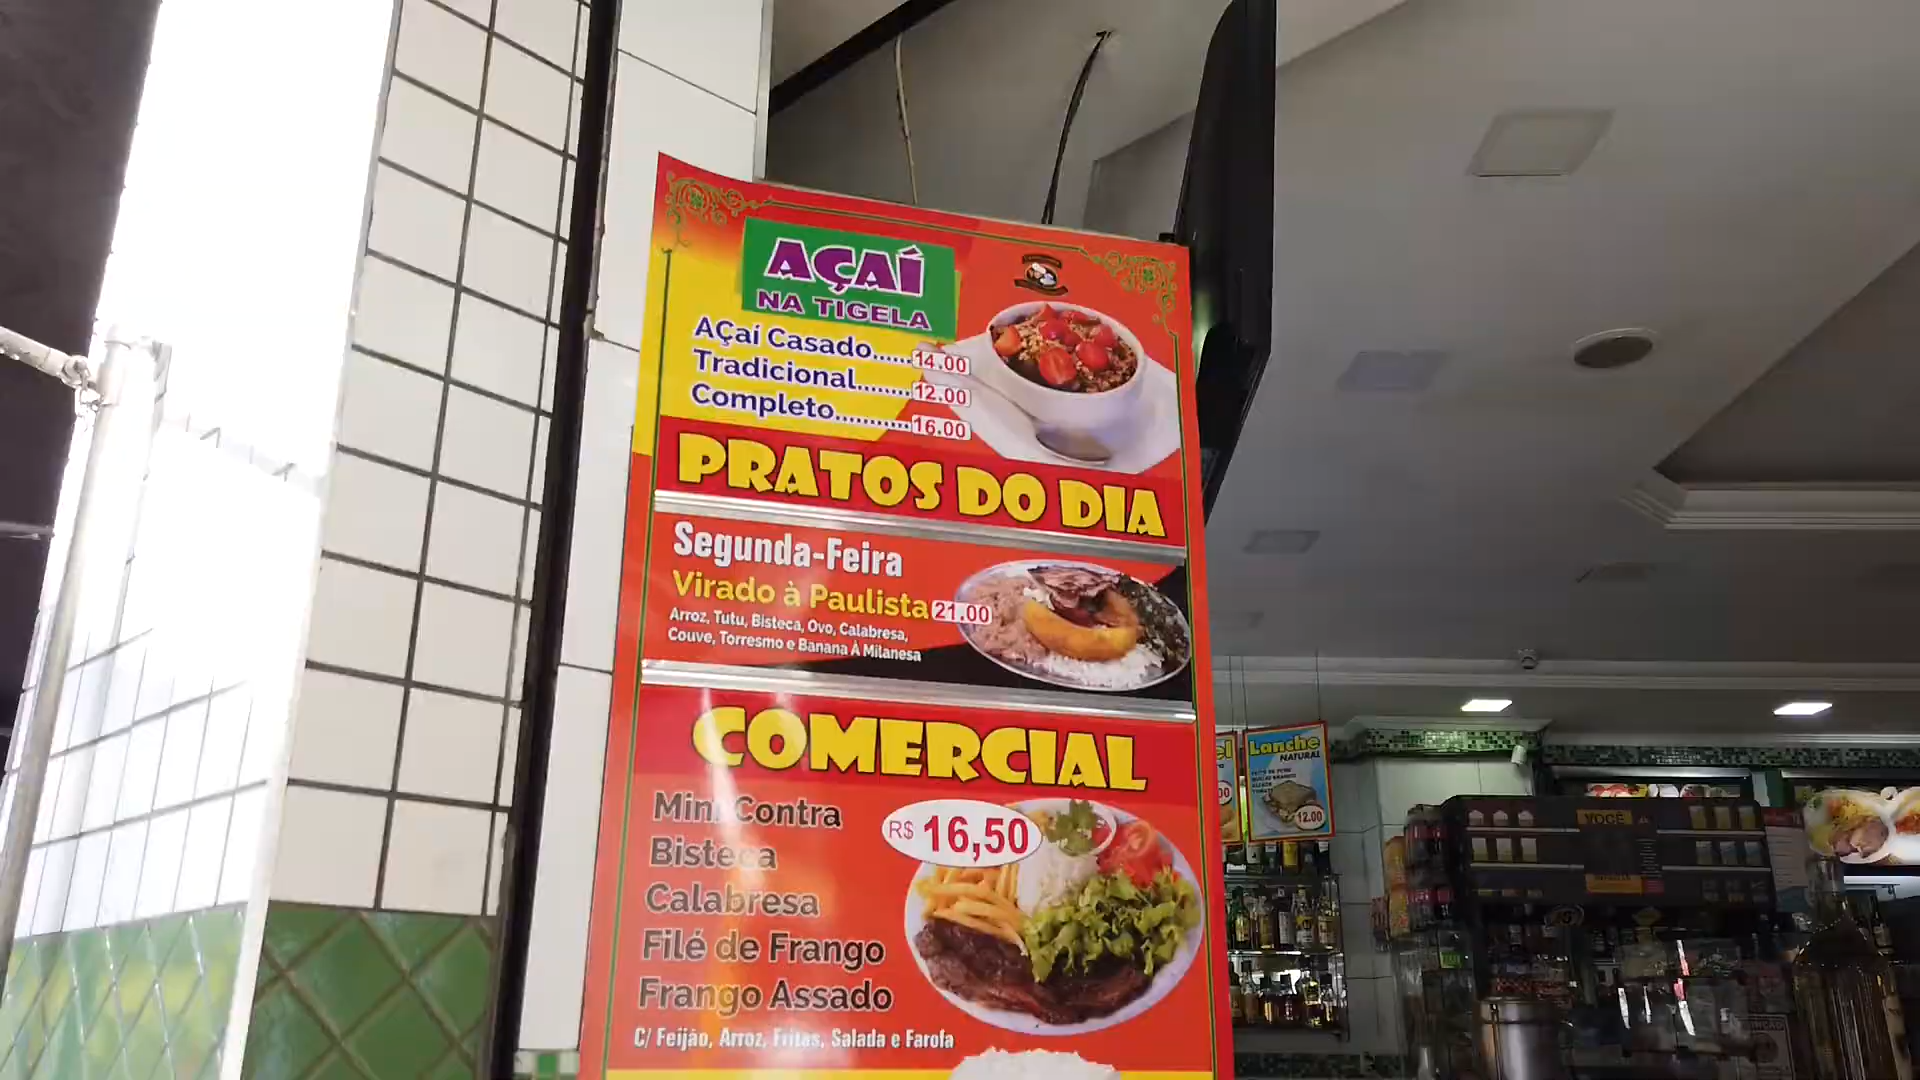 AÇAÍ
NA TIGELA
AÇaí Casado......14.00
Tradicional........12.00
Completo...........16.00
PRATOS DO DIA
Segunda-Feira
Virado à Paulista 21.00
Arroz, Tutu, Bisteca, Ovo, Calabresa,
Couve, Torresmo e Banana À Milanesa
COMERCIAL
Mini Contra
R$ 16,50
Bisteca
Calabresa
Filé de Frango
Frango Assado
C/ Feijão, Arroz, Fritas, Salada e Farofa
Lanche
NATURAL
12.00
VOCÊ